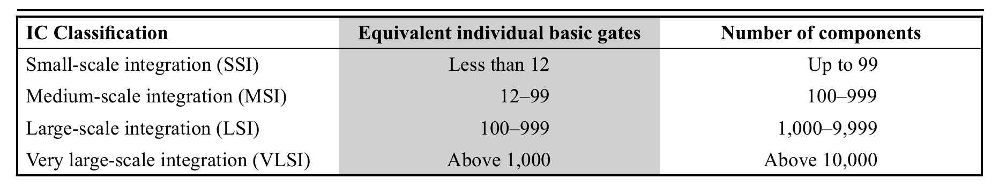 IC Classification Equivalent individual basic gates Number of components
Small-scale integration (SSI) Less than 12 Up to 99
Medium-scale integration (MSI) 12–99 100–999
Large-scale integration (LSI) 100–999 1,000–9,999
Very large-scale integration (VLSI) Above 1,000 Above 10,000